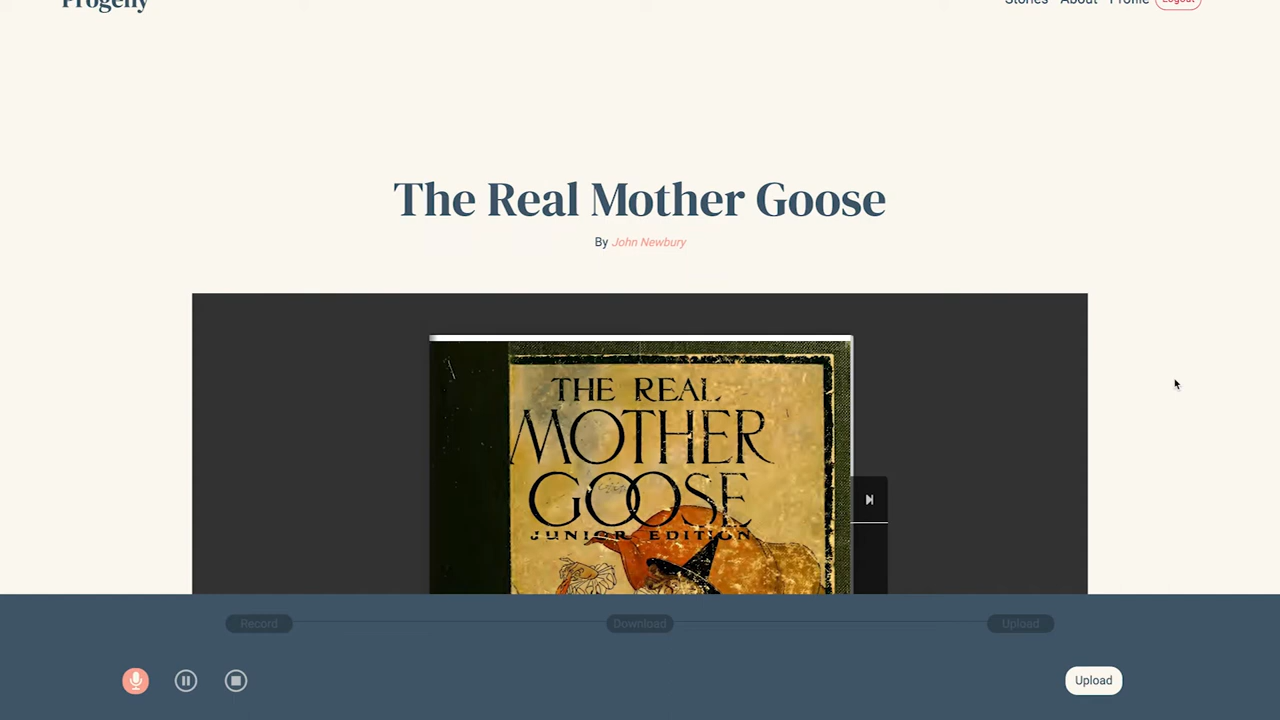 Progeny
Stories About Profile Logout
The Real Mother Goose
By John Newbury
THE REAL
MOTHER
GOOSE
JUNIOR EDITION
Record Download Upload
Upload